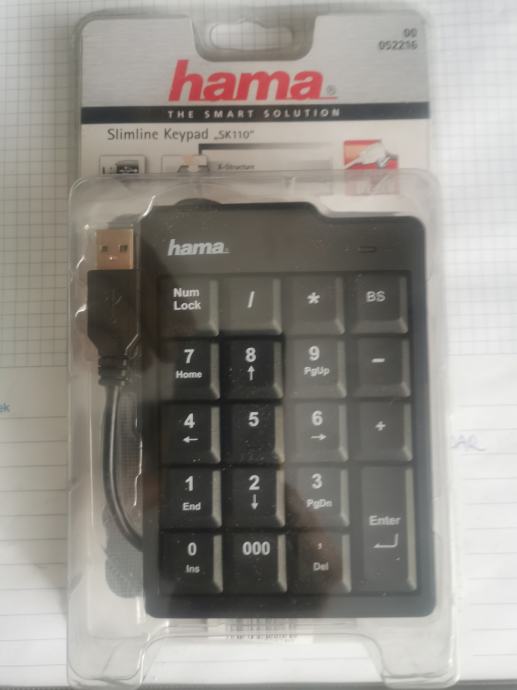 00
052216
hama®
THE SMART SOLUTION
Slimline Keypad „SK110"
X-Structure
hama®
Num Lock / * BS
7 Home 8 ↑ 9 PgUp −
4 ← 5 6 → +
1 End 2 ↓ 3 PgDn Enter
0 Ins 000 , Del